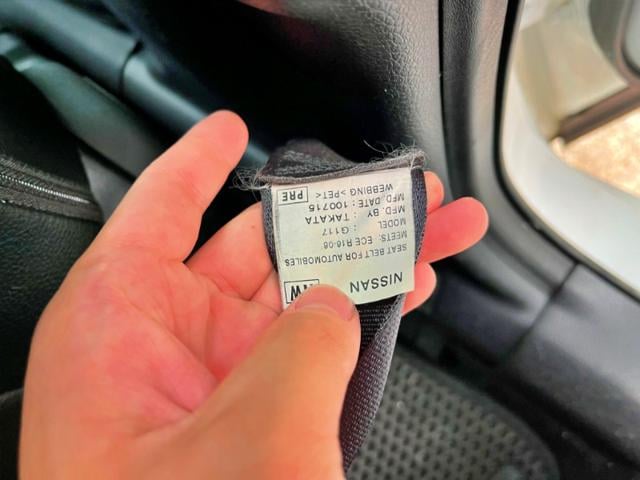 NISSAN
SEAT BELT FOR AUTOMOBILES
MEETS: ECE R16-06
MODEL : G117
MFD. BY : TAKATA
MFD. DATE : 100715
WEBBING >PET< PRE